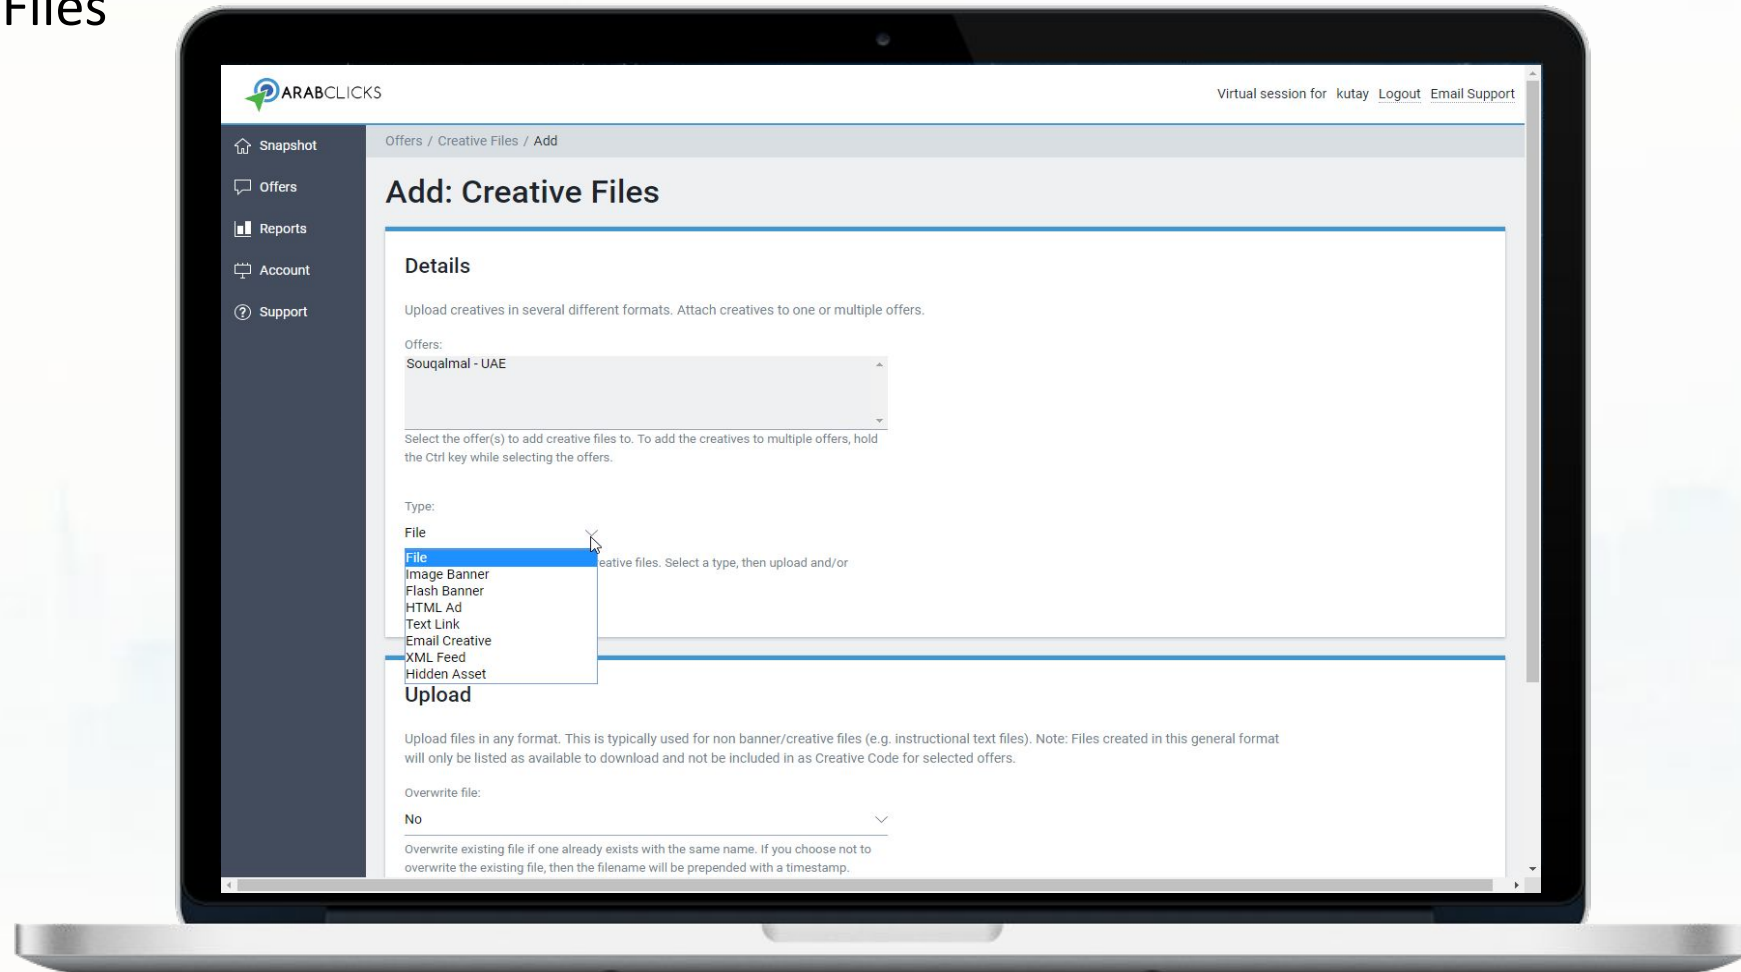 Files
ARABCLICKS
Virtual session for kutay Logout Email Support
Snapshot
Offers
Reports
Account
Support
Offers / Creative Files / Add
Add: Creative Files
Details
Upload creatives in several different formats. Attach creatives to one or multiple offers.
Offers:
Souqalmal - UAE
Select the offer(s) to add creative files to. To add the creatives to multiple offers, hold
the Ctrl key while selecting the offers.
Type:
File
File
eative files. Select a type, then upload and/or
Image Banner
Flash Banner
HTML Ad
Text Link
Email Creative
XML Feed
Hidden Asset
Upload
Upload files in any format. This is typically used for non banner/creative files (e.g. instructional text files). Note: Files created in this general format
will only be listed as available to download and not be included in as Creative Code for selected offers.
Overwrite file:
No
Overwrite existing file if one already exists with the same name. If you choose not to
overwrite the existing file, then the filename will be prepended with a timestamp.